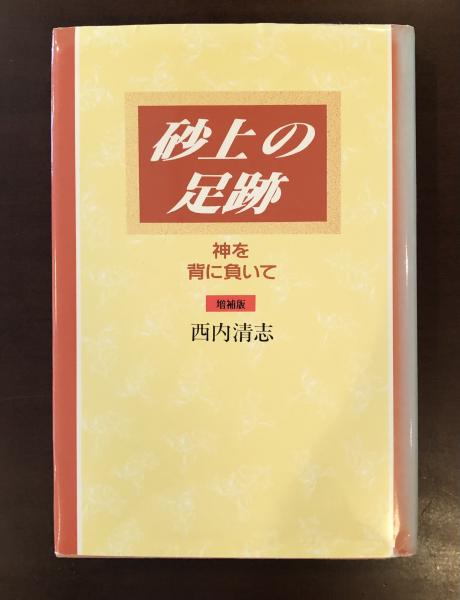 砂上の
足跡
神を
背に負いて
増補版
西内清志